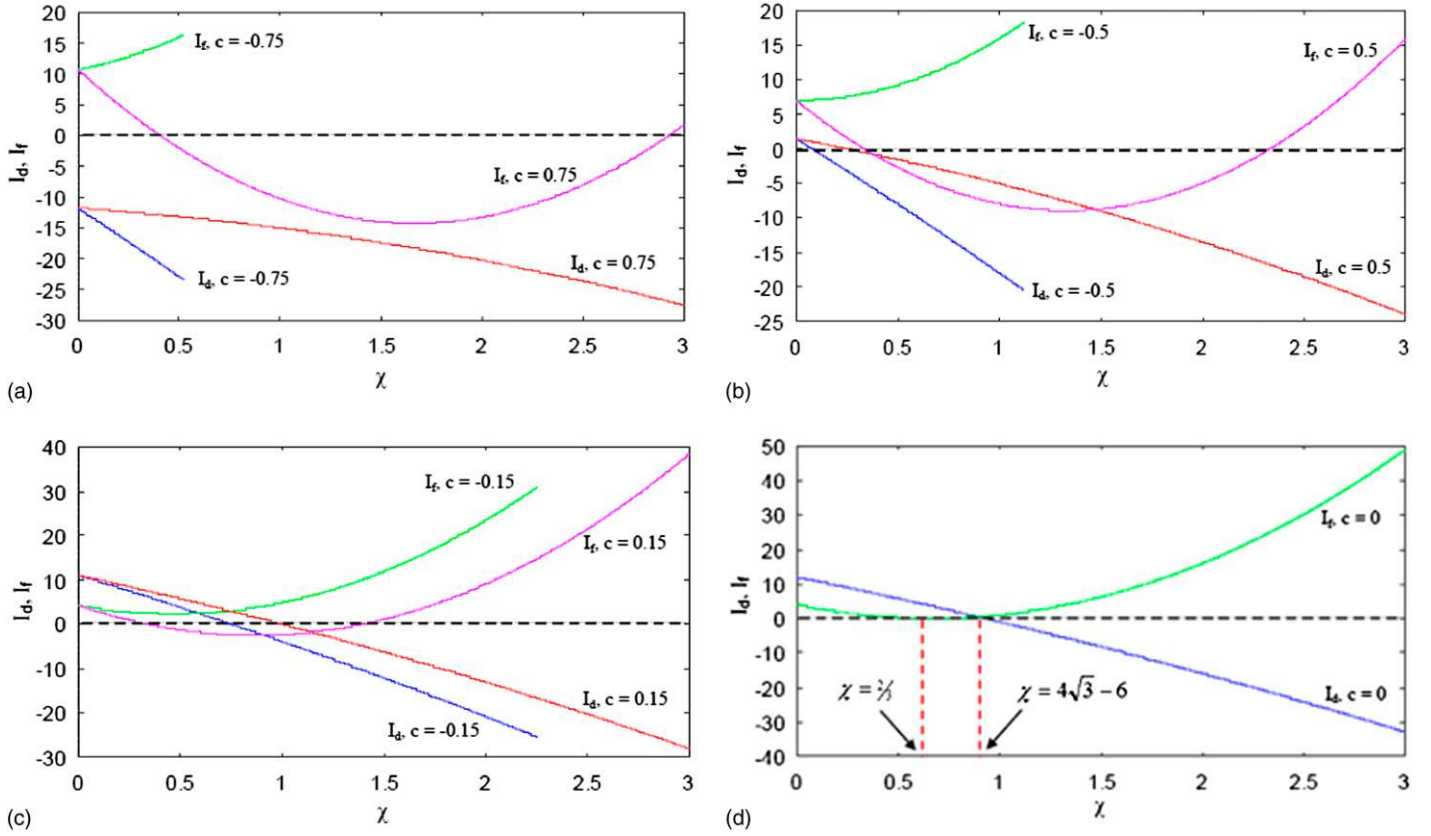 20
15
10
5
0
-5
-10
-15
-20
-25
-30
I_d, I_f
I_f, c = -0.75
I_f, c = 0.75
I_d, c = 0.75
I_d, c = -0.75
0 0.5 1 1.5 2 2.5 3
χ
(a)
20
15
10
5
0
-5
-10
-15
-20
-25
I_d, I_f
I_f, c = -0.5
I_f, c = 0.5
I_d, c = 0.5
I_d, c = -0.5
0 0.5 1 1.5 2 2.5 3
χ
(b)
40
30
20
10
0
-10
-20
-30
I_d, I_f
I_f, c = -0.15
I_f, c = 0.15
I_d, c = 0.15
I_d, c = -0.15
0 0.5 1 1.5 2 2.5 3
χ
(c)
50
40
30
20
10
0
-10
-20
-30
-40
I_d, I_f
I_f, c = 0
χ = 2/3
χ = 4√3 − 6
I_d, c = 0
0 0.5 1 1.5 2 2.5 3
χ
(d)